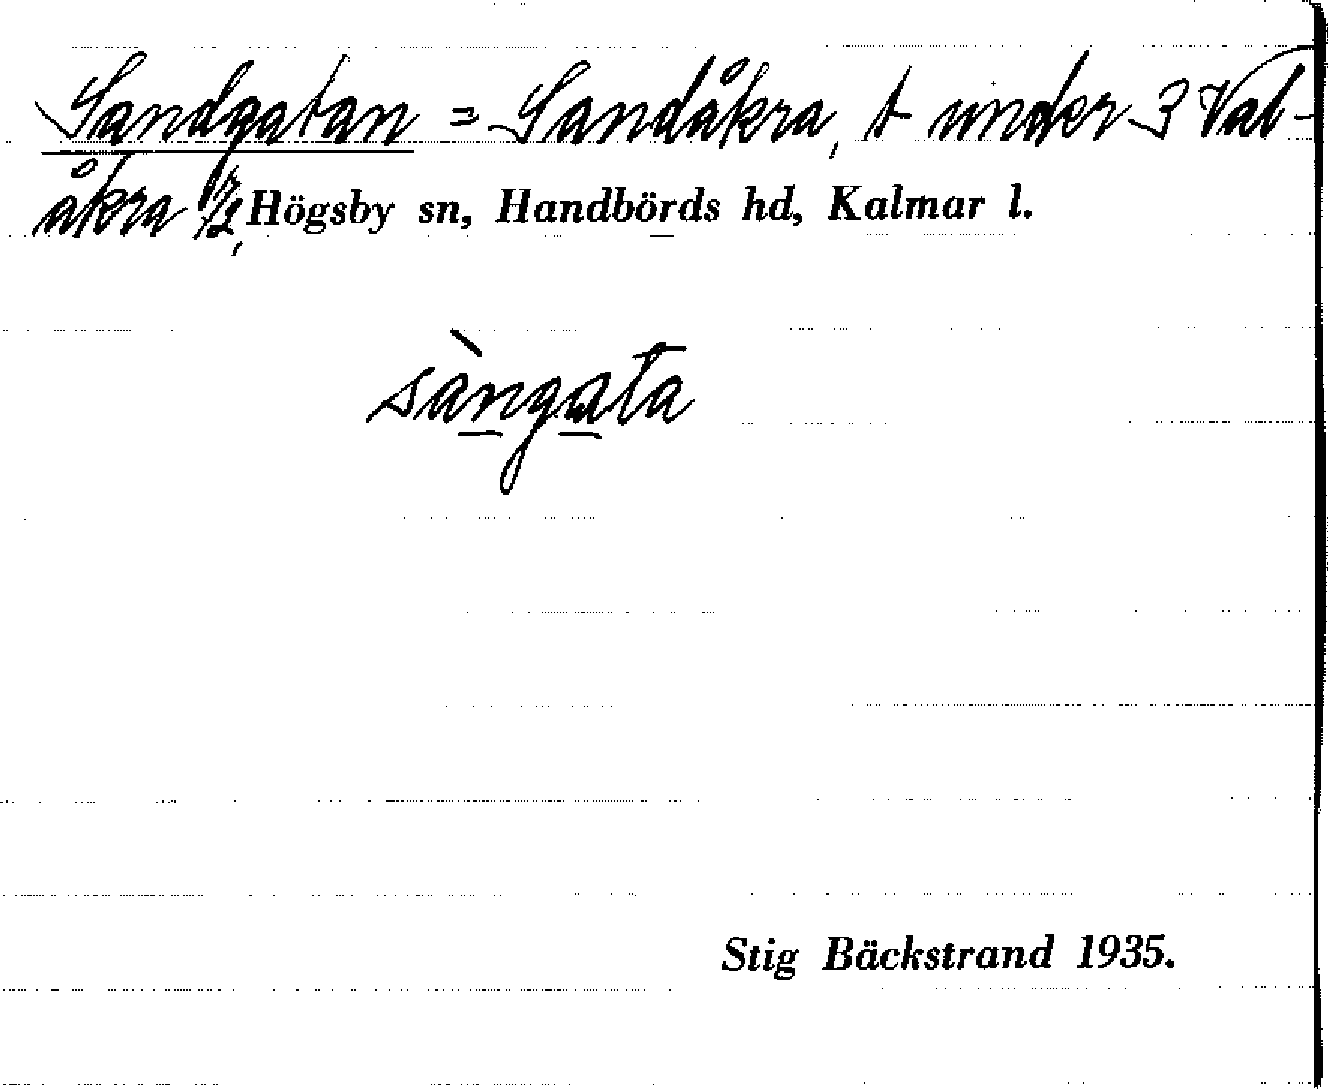 Sandgatan = Sandåkra, t under 3 Val-
åkra 1/2, Högsby sn, Handbörds hd, Kalmar l.
sàngata
Stig Bäckstrand 1935.